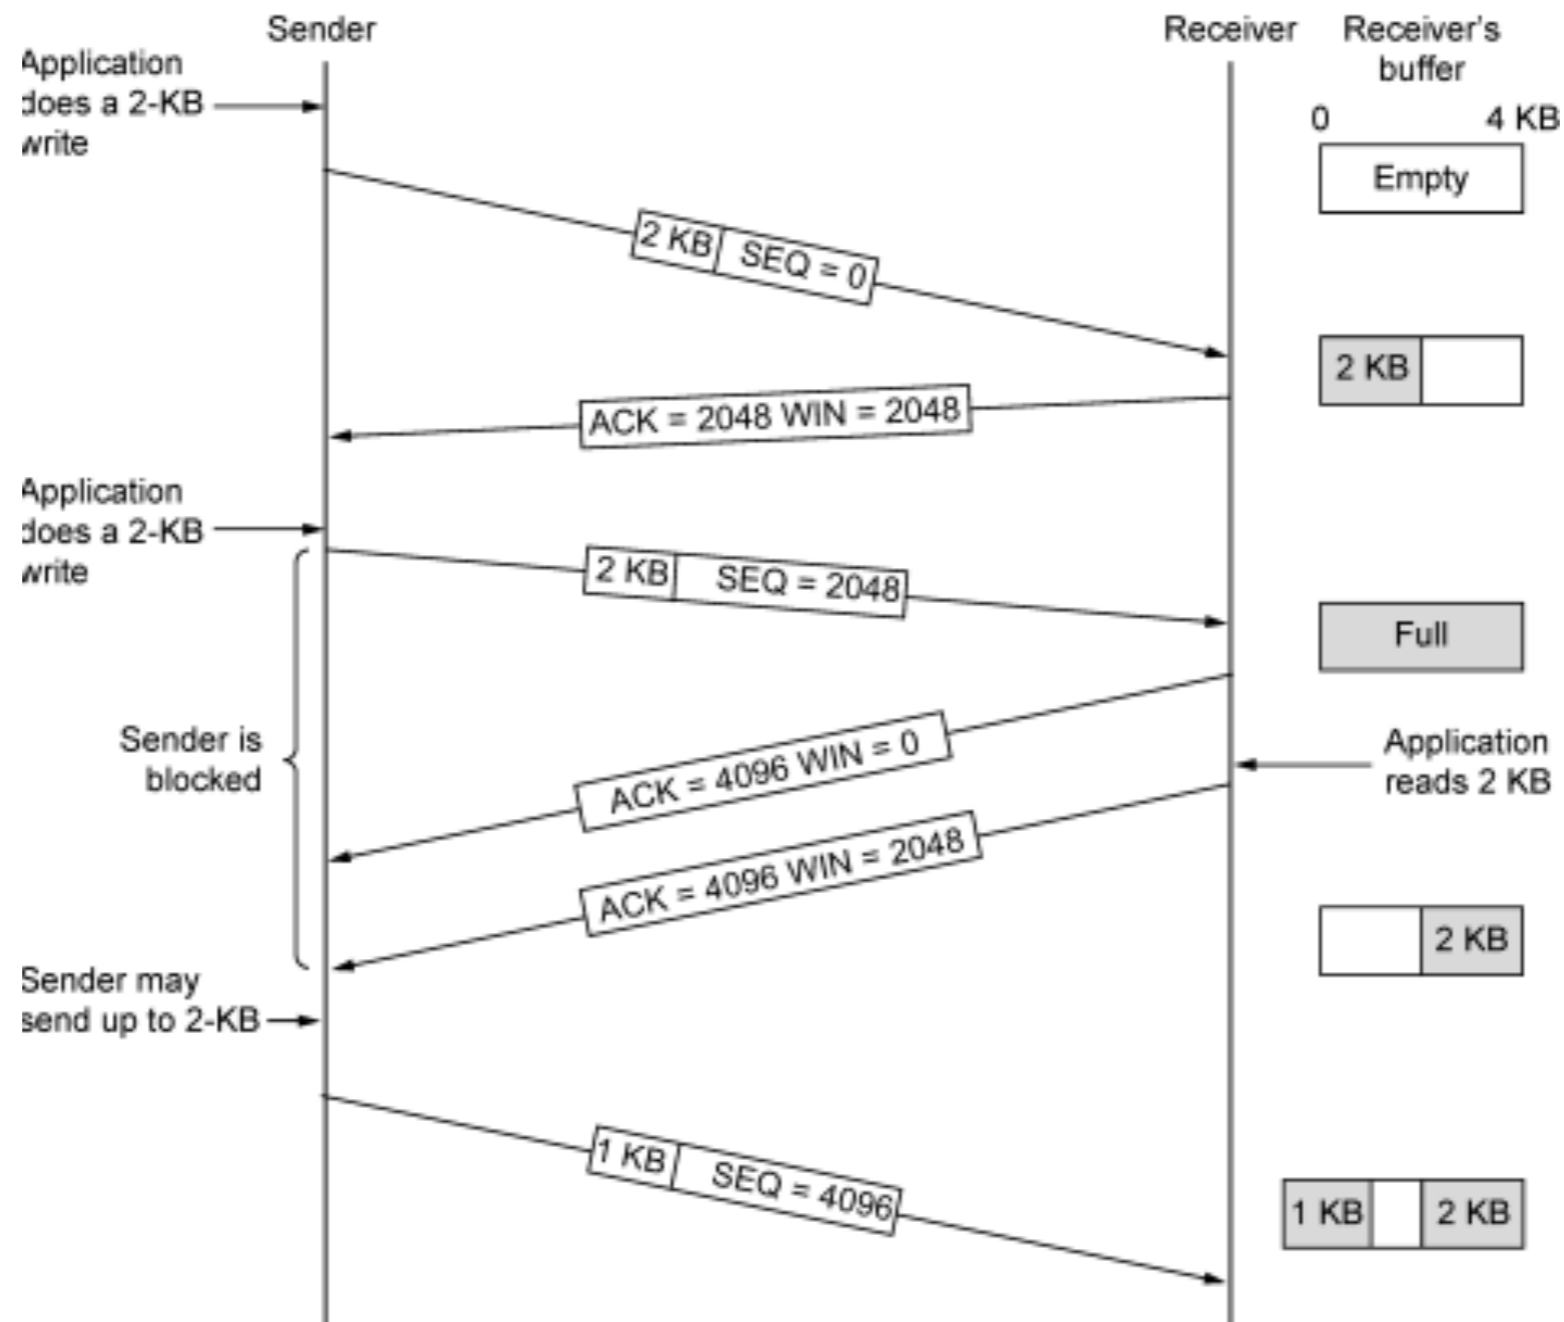 Sender
Receiver
Receiver's
buffer
Application
does a 2-KB
write
0
4 KB
Empty
2 KB
SEQ = 0
2 KB
ACK = 2048 WIN = 2048
Application
does a 2-KB
write
2 KB
SEQ = 2048
Full
Sender is
blocked
ACK = 4096 WIN = 0
Application
reads 2 KB
ACK = 4096 WIN = 2048
2 KB
Sender may
send up to 2-KB
1 KB
SEQ = 4096
1 KB
2 KB